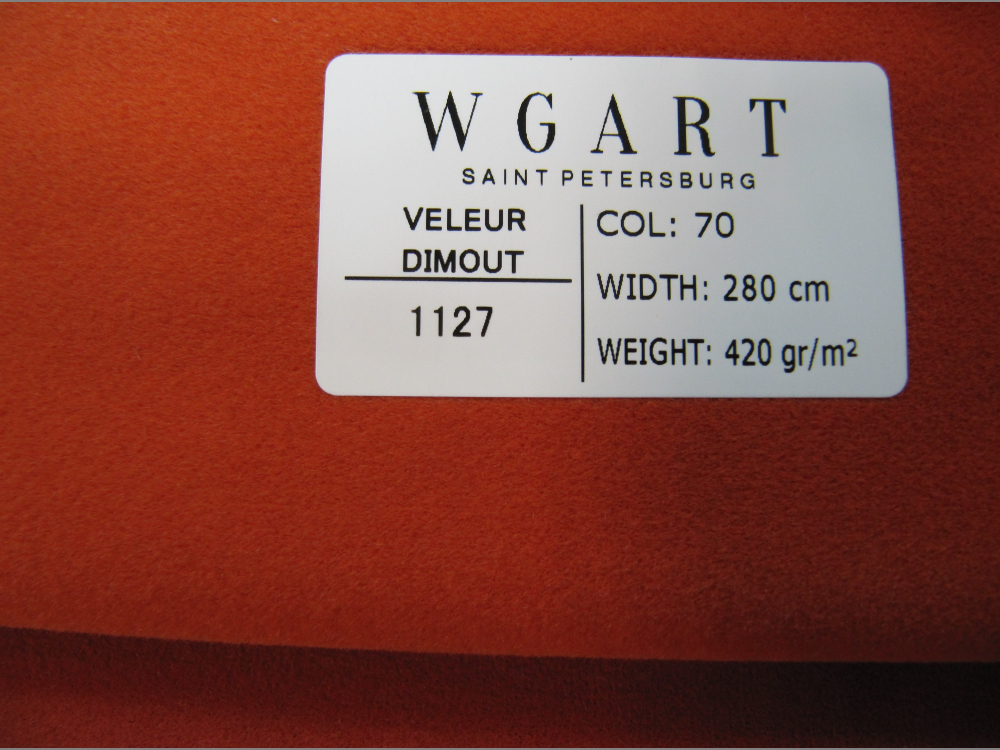 WGART
SAINT PETERSBURG
VELEUR
DIMOUT
1127
COL: 70
WIDTH: 280 cm
WEIGHT: 420 gr/m²